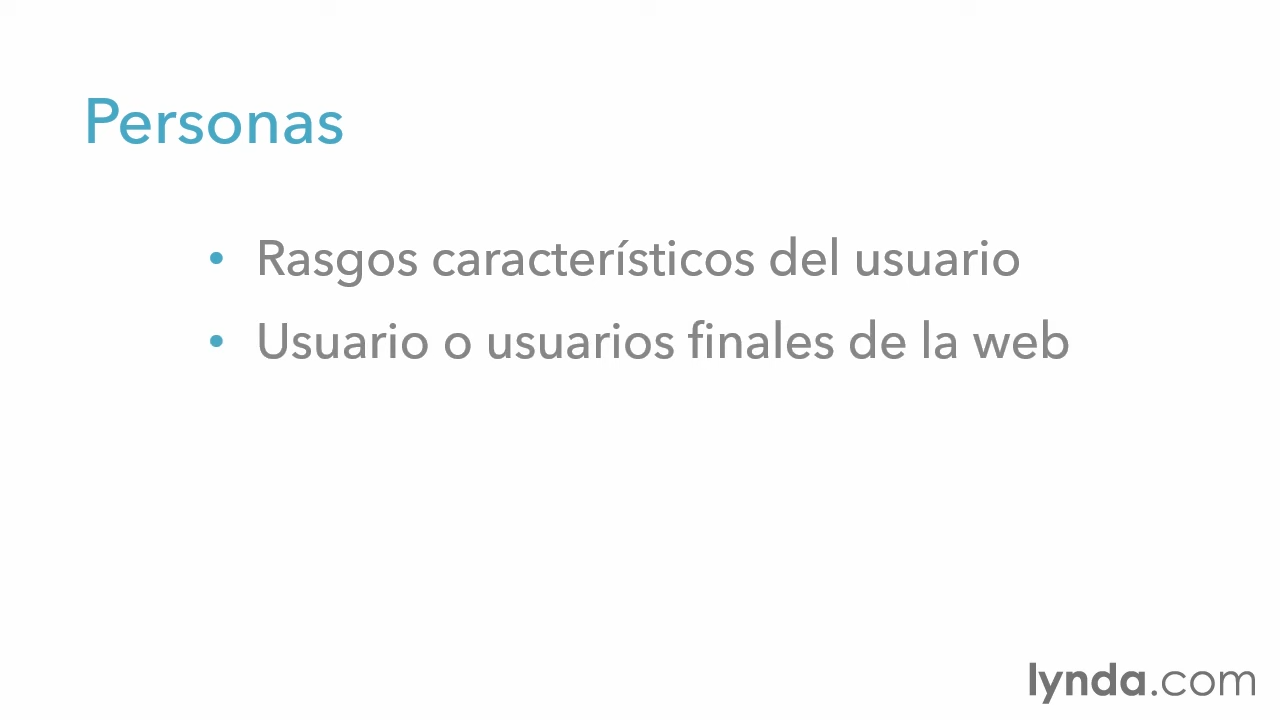 Personas
• Rasgos característicos del usuario
• Usuario o usuarios finales de la web
lynda.com